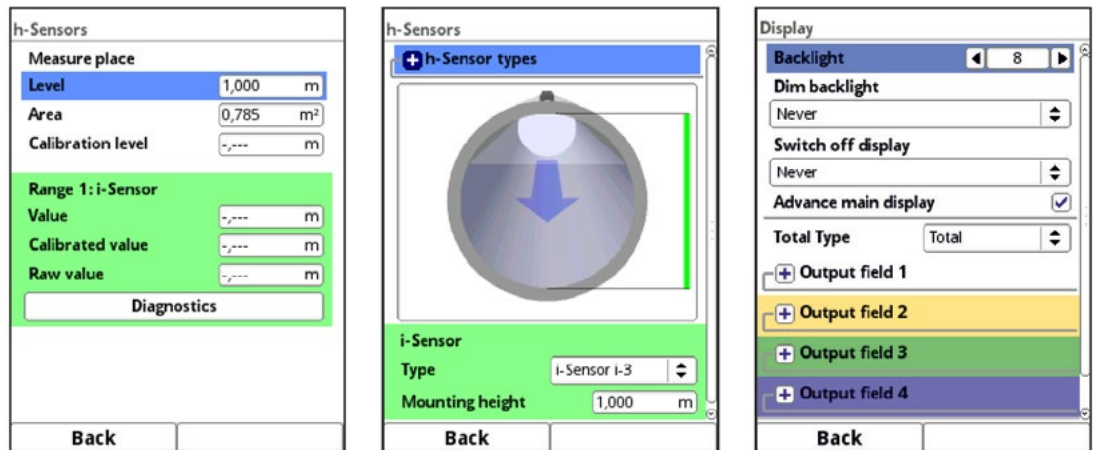 h-Sensors
Measure place
Level 1,000 m
Area 0,785 m²
Calibration level -,--- m
Range 1: i-Sensor
Value -,--- m
Calibrated value -,--- m
Raw value -,--- m
Diagnostics
Back
h-Sensors
h-Sensor types
i-Sensor
Type i-Sensor i-3
Mounting height 1,000 m
Back
Display
Backlight 8
Dim backlight
Never
Switch off display
Never
Advance main display
Total Type Total
Output field 1
Output field 2
Output field 3
Output field 4
Back